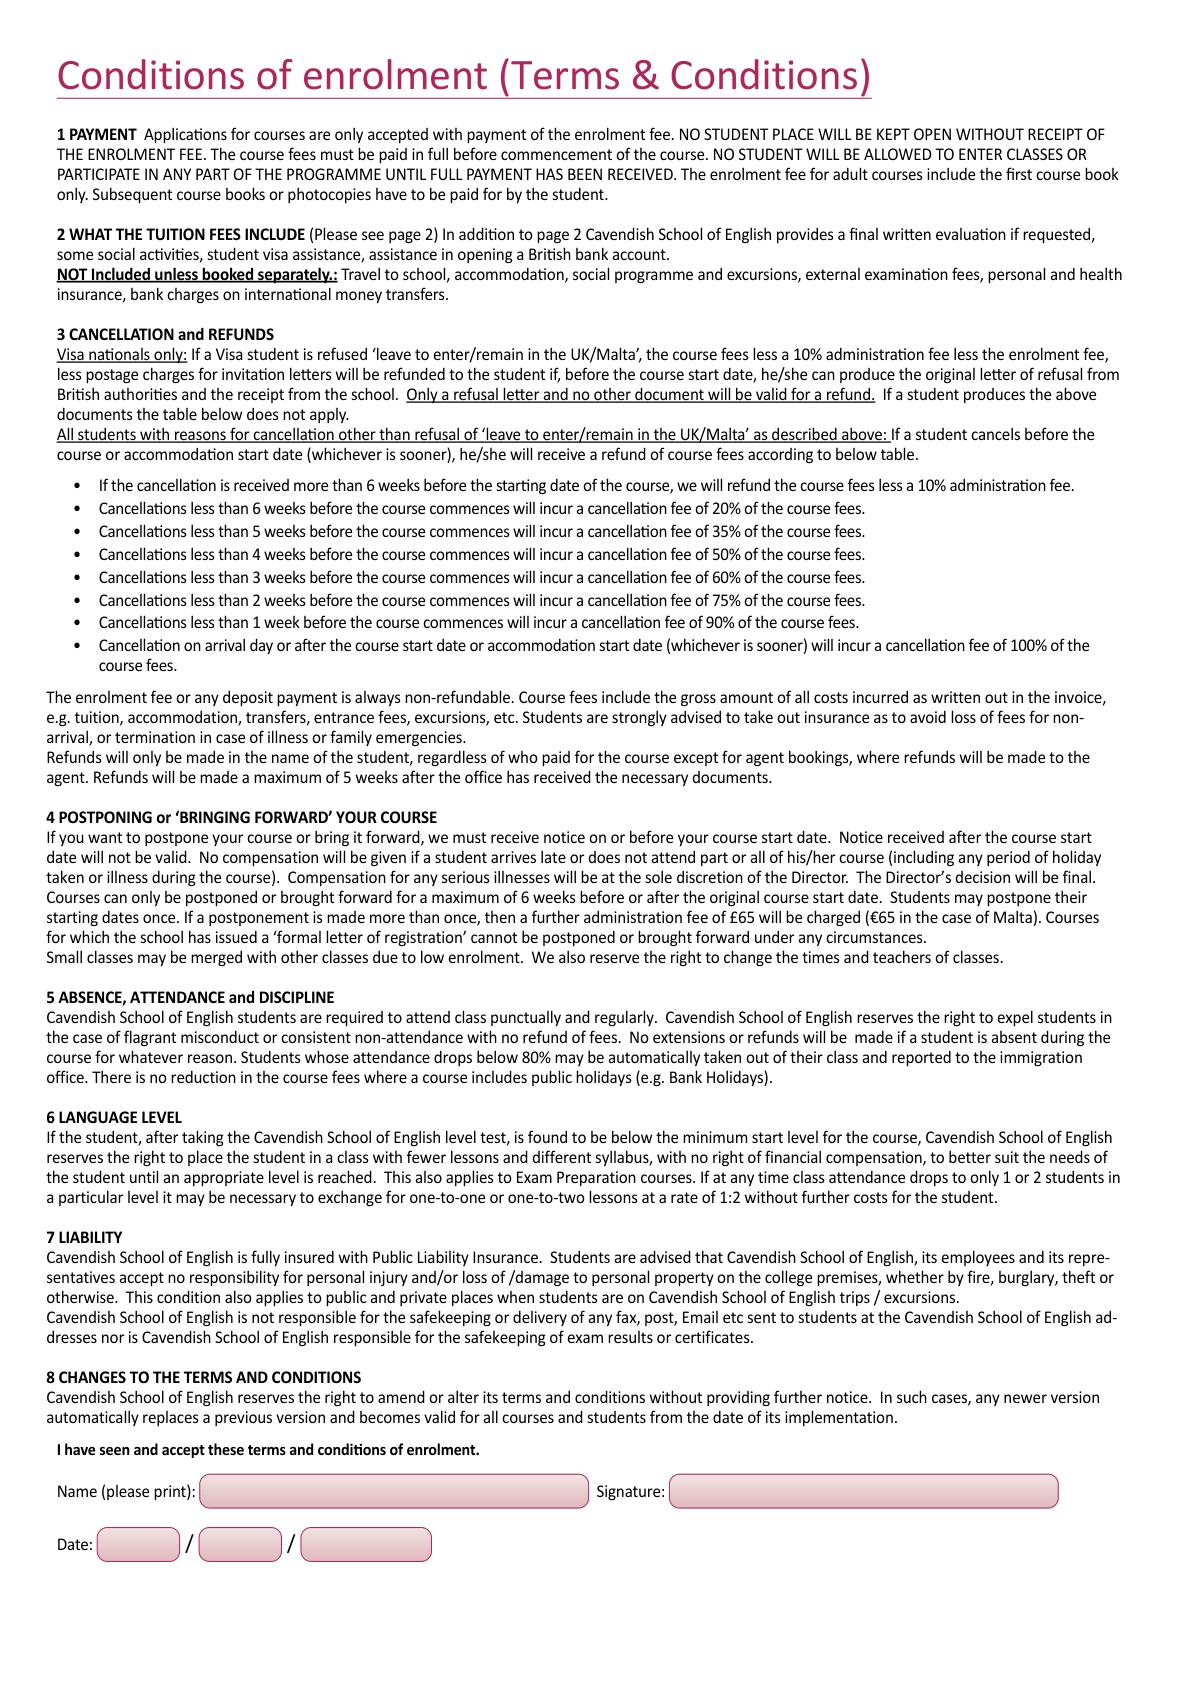 Conditions of enrolment (Terms & Conditions)
1 PAYMENT  Applications for courses are only accepted with payment of the enrolment fee. NO STUDENT PLACE WILL BE KEPT OPEN WITHOUT RECEIPT OF
THE ENROLMENT FEE. The course fees must be paid in full before commencement of the course. NO STUDENT WILL BE ALLOWED TO ENTER CLASSES OR
PARTICIPATE IN ANY PART OF THE PROGRAMME UNTIL FULL PAYMENT HAS BEEN RECEIVED. The enrolment fee for adult courses include the first course book
only. Subsequent course books or photocopies have to be paid for by the student.
2 WHAT THE TUITION FEES INCLUDE (Please see page 2) In addition to page 2 Cavendish School of English provides a final written evaluation if requested,
some social activities, student visa assistance, assistance in opening a British bank account.
NOT Included unless booked separately.: Travel to school, accommodation, social programme and excursions, external examination fees, personal and health
insurance, bank charges on international money transfers.
3 CANCELLATION and REFUNDS
Visa nationals only: If a Visa student is refused ‘leave to enter/remain in the UK/Malta’, the course fees less a 10% administration fee less the enrolment fee,
less postage charges for invitation letters will be refunded to the student if, before the course start date, he/she can produce the original letter of refusal from
British authorities and the receipt from the school.  Only a refusal letter and no other document will be valid for a refund.  If a student produces the above
documents the table below does not apply.
All students with reasons for cancellation other than refusal of ‘leave to enter/remain in the UK/Malta’ as described above: If a student cancels before the
course or accommodation start date (whichever is sooner), he/she will receive a refund of course fees according to below table.
• If the cancellation is received more than 6 weeks before the starting date of the course, we will refund the course fees less a 10% administration fee.
• Cancellations less than 6 weeks before the course commences will incur a cancellation fee of 20% of the course fees.
• Cancellations less than 5 weeks before the course commences will incur a cancellation fee of 35% of the course fees.
• Cancellations less than 4 weeks before the course commences will incur a cancellation fee of 50% of the course fees.
• Cancellations less than 3 weeks before the course commences will incur a cancellation fee of 60% of the course fees.
• Cancellations less than 2 weeks before the course commences will incur a cancellation fee of 75% of the course fees.
• Cancellations less than 1 week before the course commences will incur a cancellation fee of 90% of the course fees.
• Cancellation on arrival day or after the course start date or accommodation start date (whichever is sooner) will incur a cancellation fee of 100% of the
course fees.
The enrolment fee or any deposit payment is always non-refundable. Course fees include the gross amount of all costs incurred as written out in the invoice,
e.g. tuition, accommodation, transfers, entrance fees, excursions, etc. Students are strongly advised to take out insurance as to avoid loss of fees for non-
arrival, or termination in case of illness or family emergencies.
Refunds will only be made in the name of the student, regardless of who paid for the course except for agent bookings, where refunds will be made to the
agent. Refunds will be made a maximum of 5 weeks after the office has received the necessary documents.
4 POSTPONING or ‘BRINGING FORWARD’ YOUR COURSE
If you want to postpone your course or bring it forward, we must receive notice on or before your course start date.  Notice received after the course start
date will not be valid.  No compensation will be given if a student arrives late or does not attend part or all of his/her course (including any period of holiday
taken or illness during the course).  Compensation for any serious illnesses will be at the sole discretion of the Director.  The Director’s decision will be final.
Courses can only be postponed or brought forward for a maximum of 6 weeks before or after the original course start date.  Students may postpone their
starting dates once. If a postponement is made more than once, then a further administration fee of £65 will be charged (€65 in the case of Malta). Courses
for which the school has issued a ‘formal letter of registration’ cannot be postponed or brought forward under any circumstances.
Small classes may be merged with other classes due to low enrolment.  We also reserve the right to change the times and teachers of classes.
5 ABSENCE, ATTENDANCE and DISCIPLINE
Cavendish School of English students are required to attend class punctually and regularly.  Cavendish School of English reserves the right to expel students in
the case of flagrant misconduct or consistent non-attendance with no refund of fees.  No extensions or refunds will be  made if a student is absent during the
course for whatever reason. Students whose attendance drops below 80% may be automatically taken out of their class and reported to the immigration
office. There is no reduction in the course fees where a course includes public holidays (e.g. Bank Holidays).
6 LANGUAGE LEVEL
If the student, after taking the Cavendish School of English level test, is found to be below the minimum start level for the course, Cavendish School of English
reserves the right to place the student in a class with fewer lessons and different syllabus, with no right of financial compensation, to better suit the needs of
the student until an appropriate level is reached.  This also applies to Exam Preparation courses. If at any time class attendance drops to only 1 or 2 students in
a particular level it may be necessary to exchange for one-to-one or one-to-two lessons at a rate of 1:2 without further costs for the student.
7 LIABILITY
Cavendish School of English is fully insured with Public Liability Insurance.  Students are advised that Cavendish School of English, its employees and its repre-
sentatives accept no responsibility for personal injury and/or loss of /damage to personal property on the college premises, whether by fire, burglary, theft or
otherwise.  This condition also applies to public and private places when students are on Cavendish School of English trips / excursions.
Cavendish School of English is not responsible for the safekeeping or delivery of any fax, post, Email etc sent to students at the Cavendish School of English ad-
dresses nor is Cavendish School of English responsible for the safekeeping of exam results or certificates.
8 CHANGES TO THE TERMS AND CONDITIONS
Cavendish School of English reserves the right to amend or alter its terms and conditions without providing further notice.  In such cases, any newer version
automatically replaces a previous version and becomes valid for all courses and students from the date of its implementation.
I have seen and accept these terms and conditions of enrolment.
Name (please print): Signature:
Date: / /